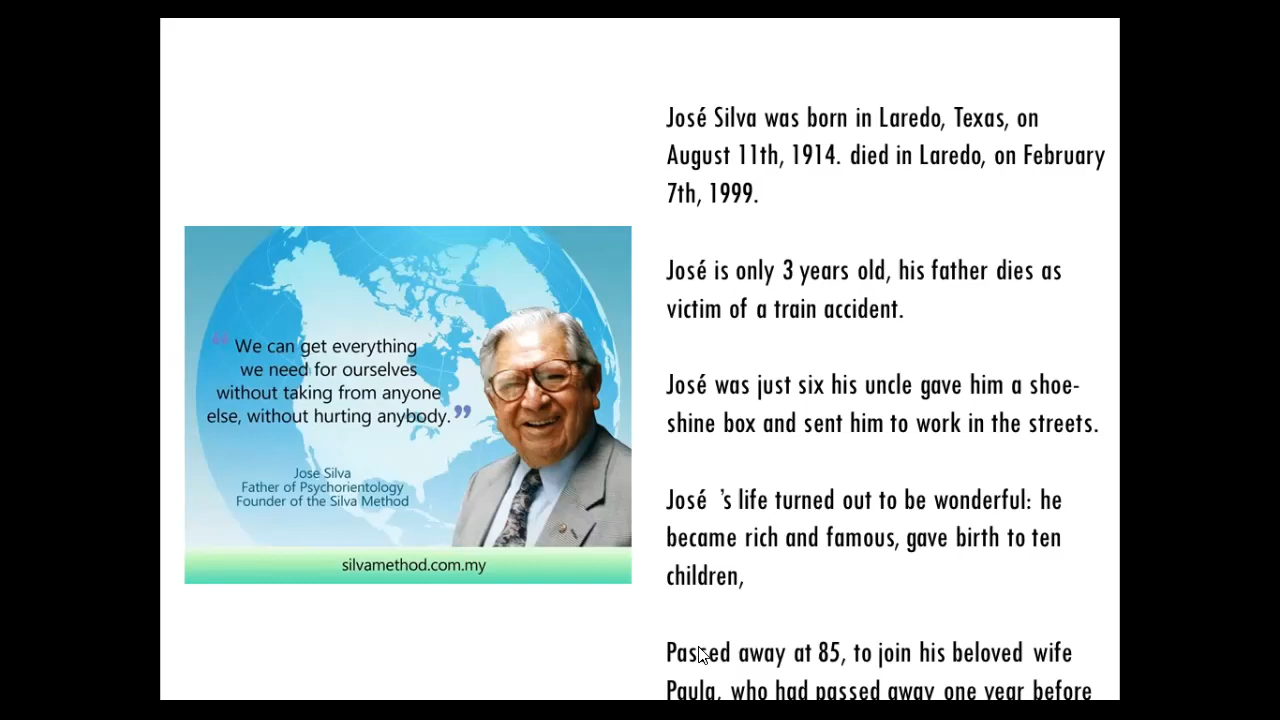 “ We can get everything
we need for ourselves
without taking from anyone
else, without hurting anybody. ”
Jose Silva
Father of Psychorientology
Founder of the Silva Method
silvamethod.com.my
José Silva was born in Laredo, Texas, on
August 11th, 1914. died in Laredo, on February
7th, 1999.
José is only 3 years old, his father dies as
victim of a train accident.
José was just six his uncle gave him a shoe-
shine box and sent him to work in the streets.
José ’s life turned out to be wonderful: he
became rich and famous, gave birth to ten
children,
Passed away at 85, to join his beloved wife
Paula, who had passed away one year before